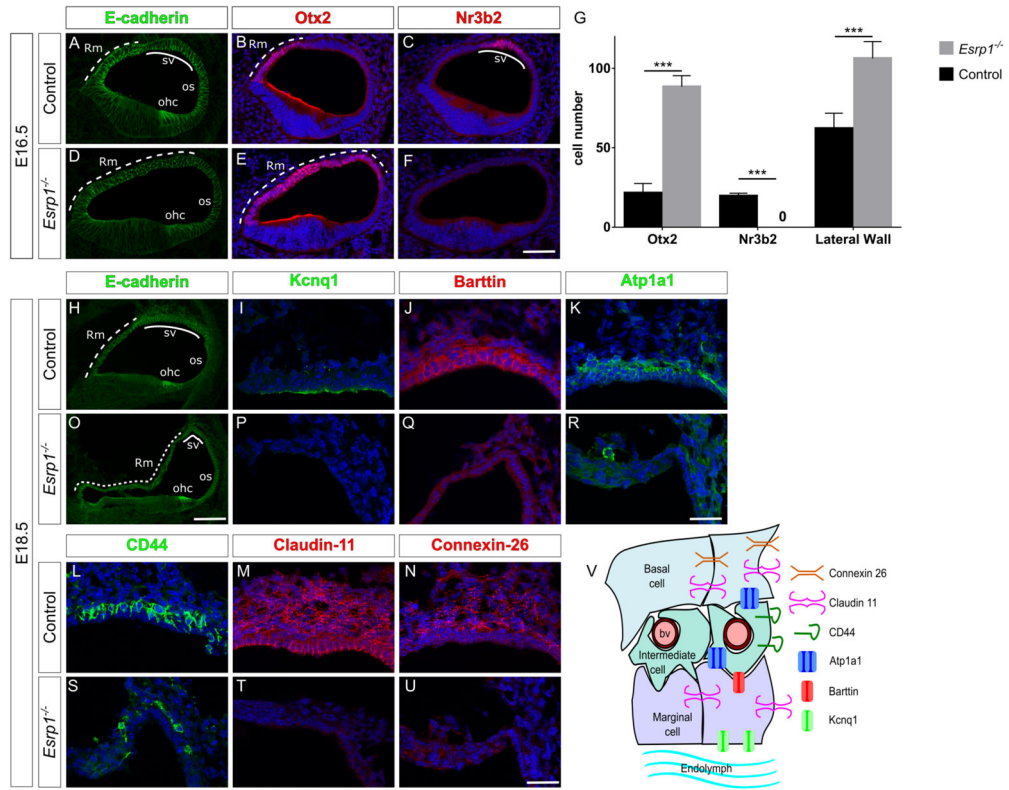 E-cadherin Otx2 Nr3b2 G
E16.5
Control
A Rm sv os ohc
B Rm
C sv
Esrp1-/-
D Rm os ohc
E Rm
F
*** *** ***
Esrp1-/-
Control
cell number
100
50
0
0
Otx2 Nr3b2 Lateral Wall
E-cadherin Kcnq1 Barttin Atp1a1
E18.5
Control
H Rm sv os ohc
I
J
K
Esrp1-/-
O Rm sv os ohc
P
Q
R
CD44 Claudin-11 Connexin-26
Control
L
M
N
Esrp1-/-
S
T
U
V
Basal
cell
bv
Intermediate
cell
Marginal
cell
Endolymph
Connexin 26
Claudin 11
CD44
Atp1a1
Barttin
Kcnq1